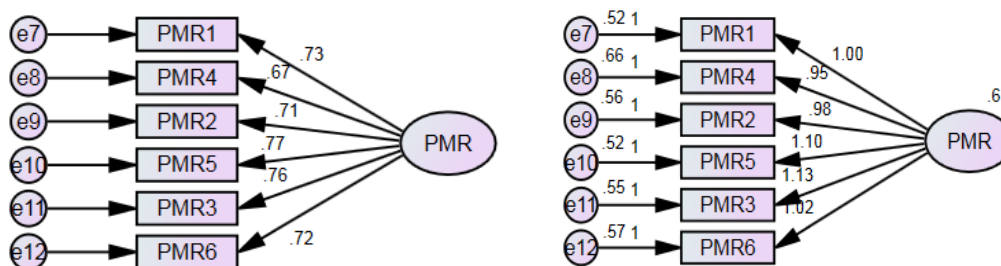 e7 PMR1 .73
e8 PMR4 .67
e9 PMR2 .71
PMR
e10 PMR5 .77
e11 PMR3 .76
e12 PMR6 .72
e7 .52 1 PMR1 1.00
e8 .66 1 PMR4 .95
e9 .56 1 PMR2 .98
PMR
e10 .52 1 PMR5 1.10
e11 .55 1 PMR3 1.13
e12 .57 1 PMR6 1.02